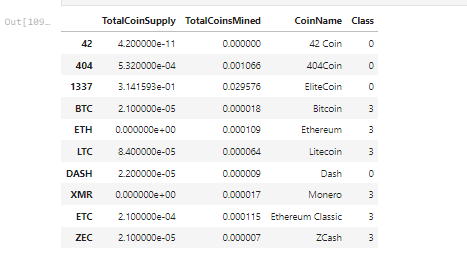 Out[109...
TotalCoinSupply TotalCoinsMined CoinName Class
42 4.200000e-11 0.000000 42 Coin 0
404 5.320000e-04 0.001066 404Coin 0
1337 3.141593e-01 0.029576 EliteCoin 0
BTC 2.100000e-05 0.000018 Bitcoin 3
ETH 0.000000e+00 0.000109 Ethereum 3
LTC 8.400000e-05 0.000064 Litecoin 3
DASH 2.200000e-05 0.000009 Dash 0
XMR 0.000000e+00 0.000017 Monero 3
ETC 2.100000e-04 0.000115 Ethereum Classic 3
ZEC 2.100000e-05 0.000007 ZCash 3